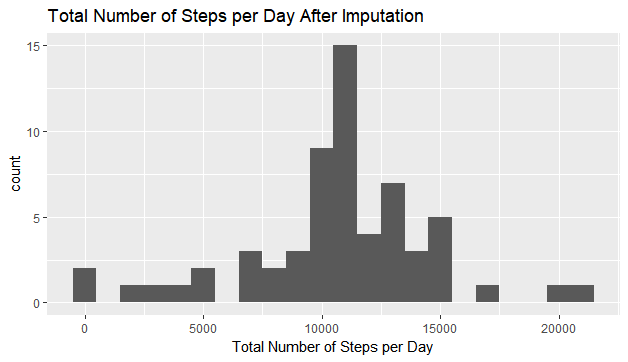 Total Number of Steps per Day After Imputation
15
10
5
0
count
0 5000 10000 15000 20000
Total Number of Steps per Day